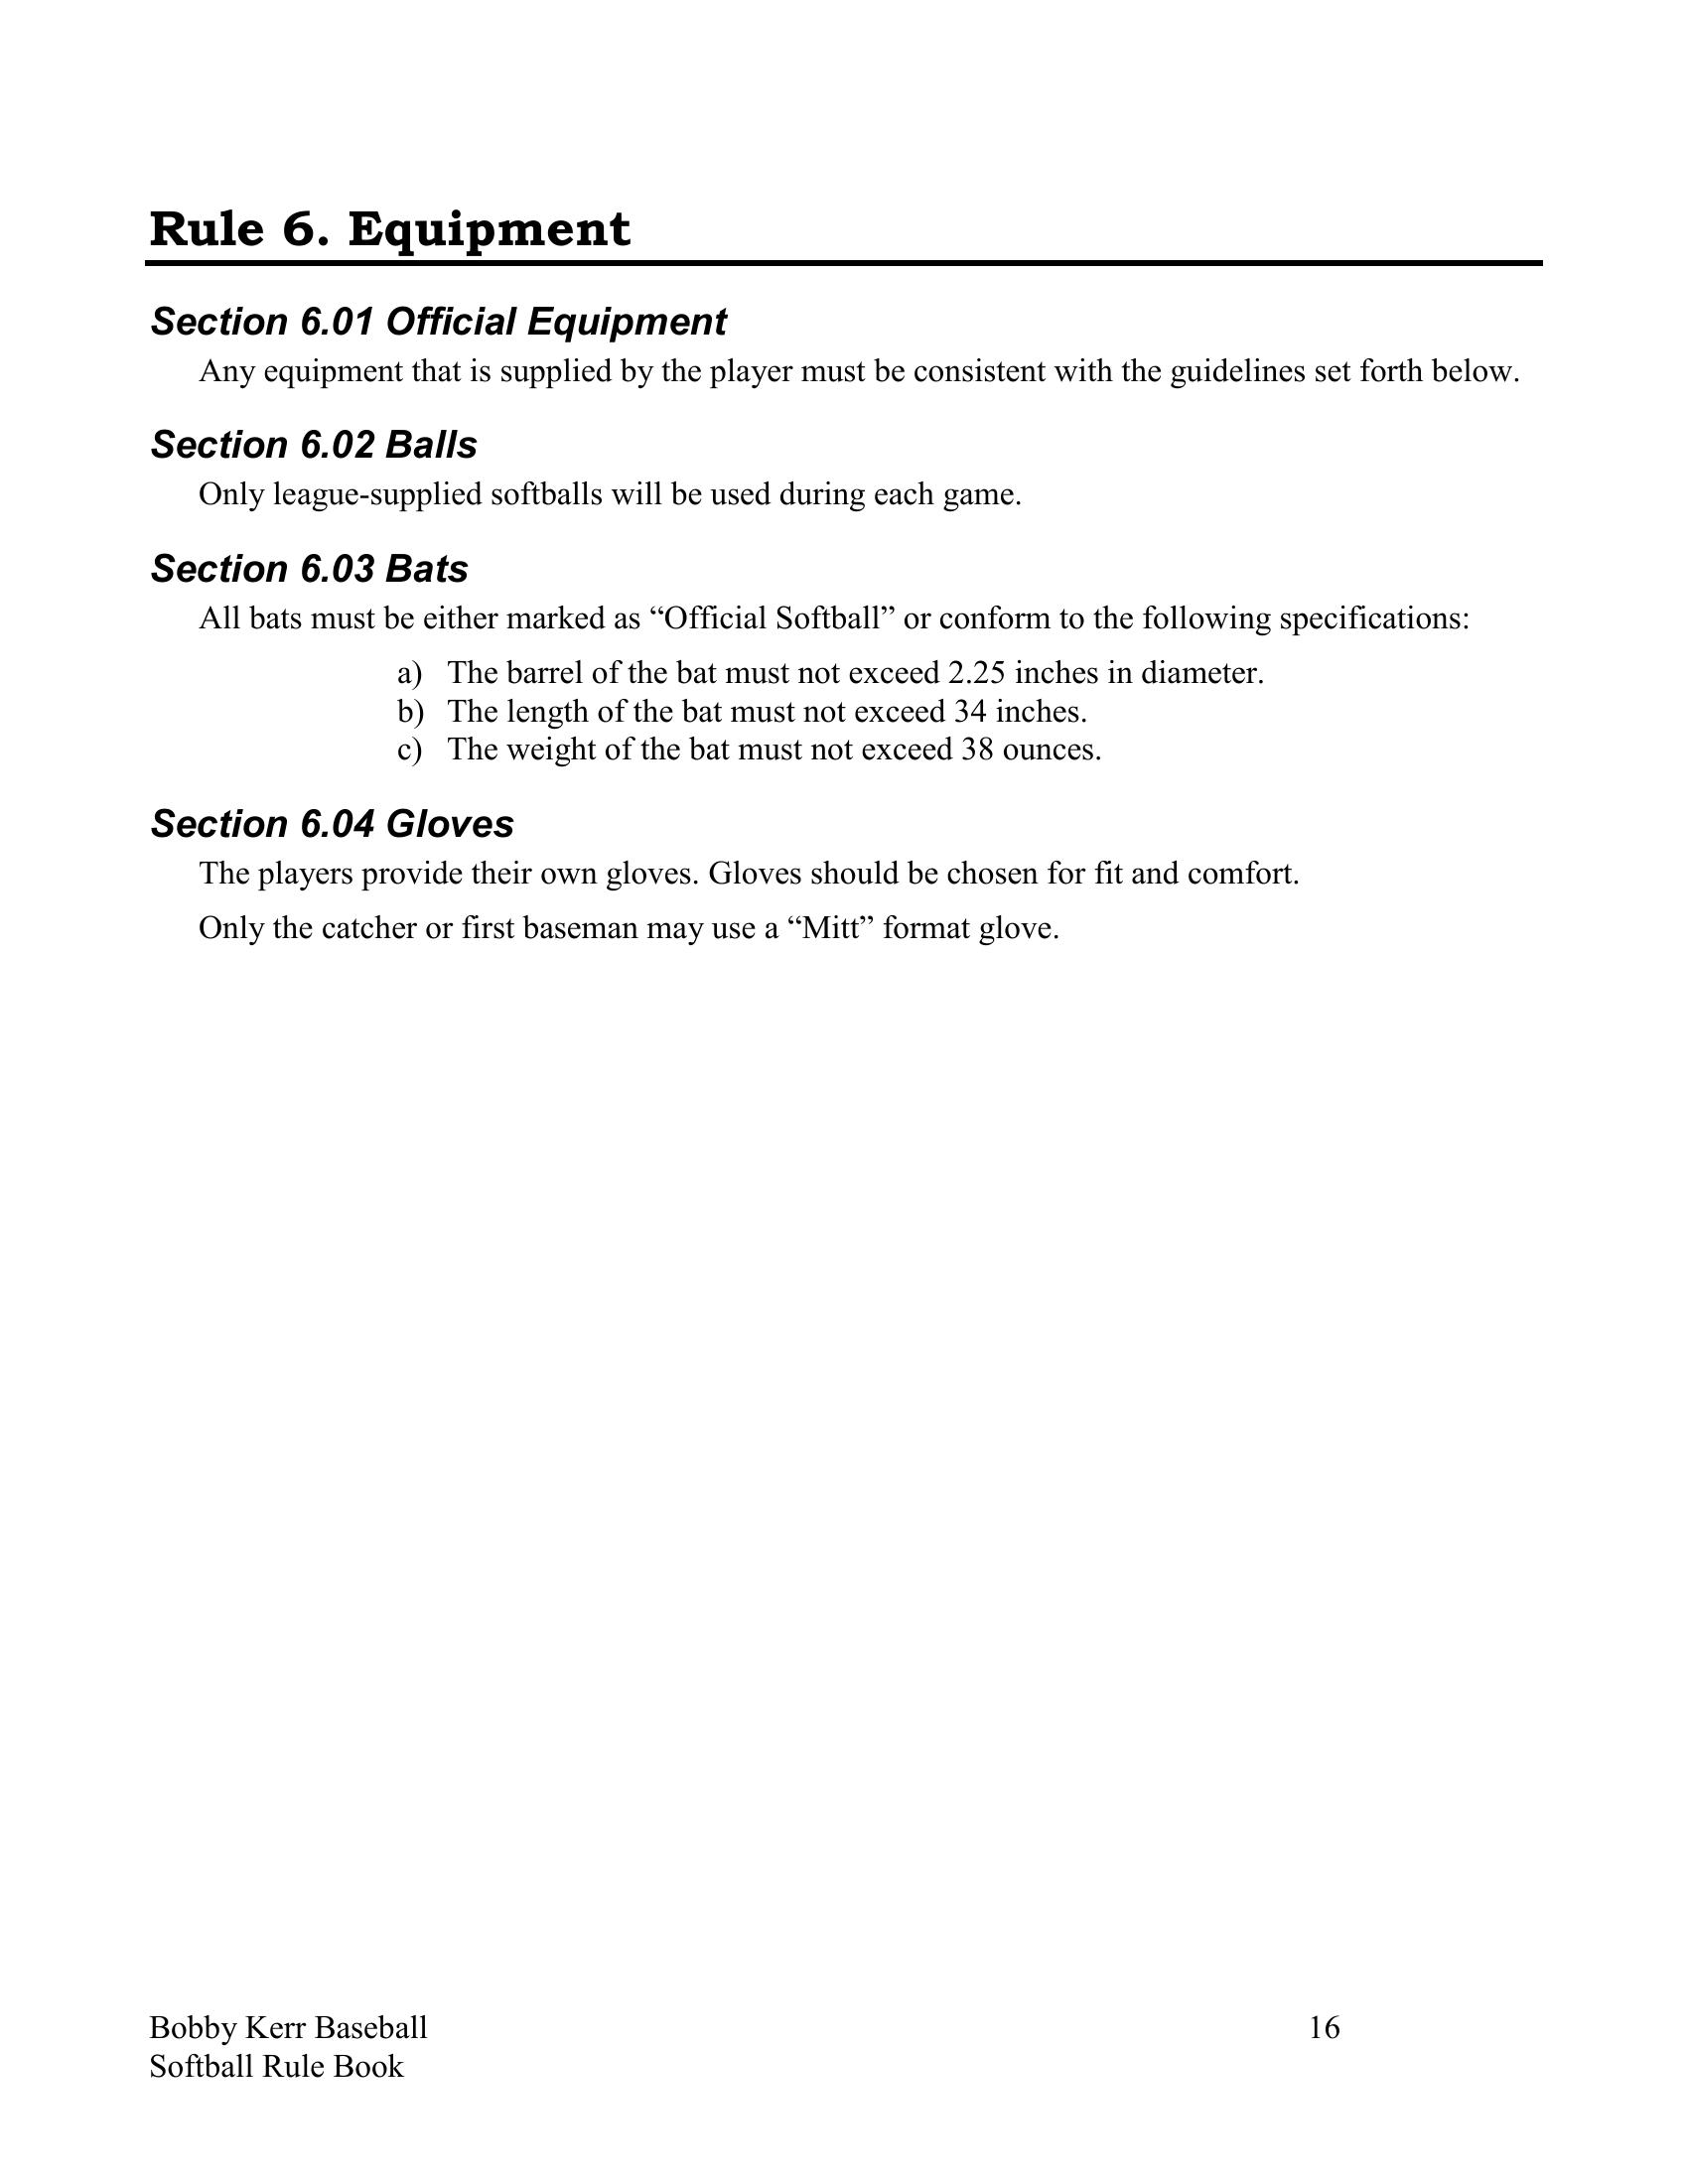 Rule 6. Equipment
Section 6.01 Official Equipment
Any equipment that is supplied by the player must be consistent with the guidelines set forth below.
Section 6.02 Balls
Only league-supplied softballs will be used during each game.
Section 6.03 Bats
All bats must be either marked as “Official Softball” or conform to the following specifications:
a) The barrel of the bat must not exceed 2.25 inches in diameter.
b) The length of the bat must not exceed 34 inches.
c) The weight of the bat must not exceed 38 ounces.
Section 6.04 Gloves
The players provide their own gloves. Gloves should be chosen for fit and comfort.
Only the catcher or first baseman may use a “Mitt” format glove.
Bobby Kerr Baseball 16
Softball Rule Book